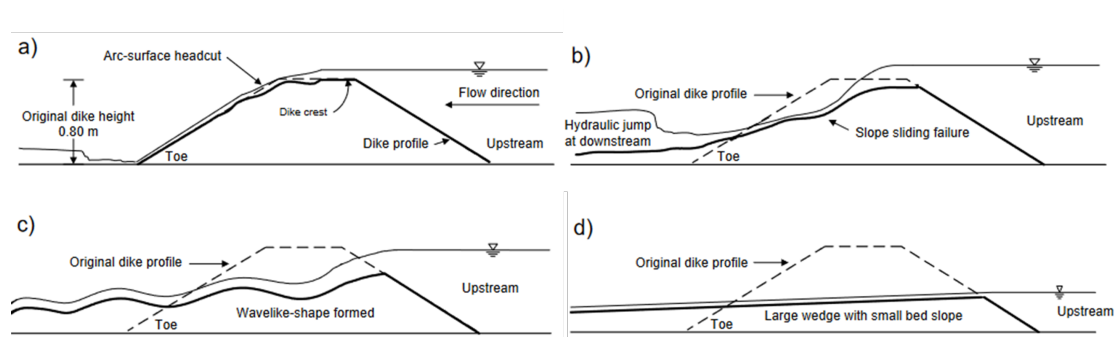 a)
Arc-surface headcut
Original dike height
0.80 m
Dike crest
Flow direction
Dike profile
Upstream
Toe
b)
Original dike profile
Hydraulic jump
at downstream
Slope sliding failure
Upstream
Toe
c)
Original dike profile
Upstream
Wavelike-shape formed
Toe
d)
Original dike profile
Large wedge with small bed slope
Upstream
Toe